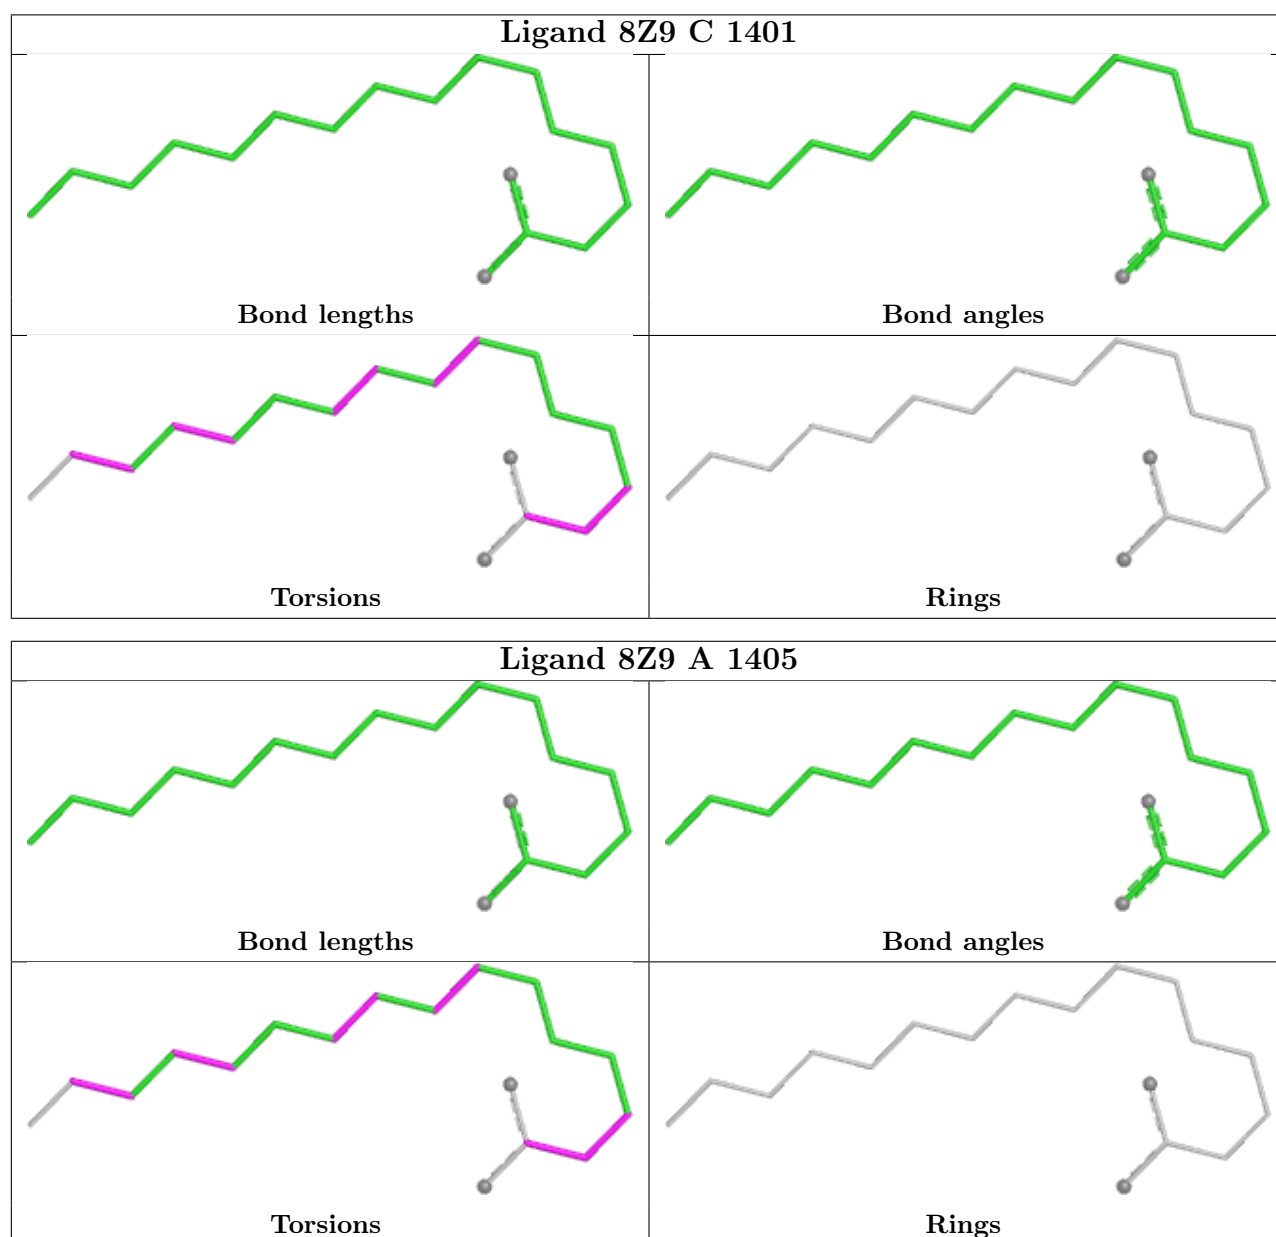 Ligand 8Z9 C 1401
Bond lengths
Bond angles
Torsions
Rings
Ligand 8Z9 A 1405
Bond lengths
Bond angles
Torsions
Rings